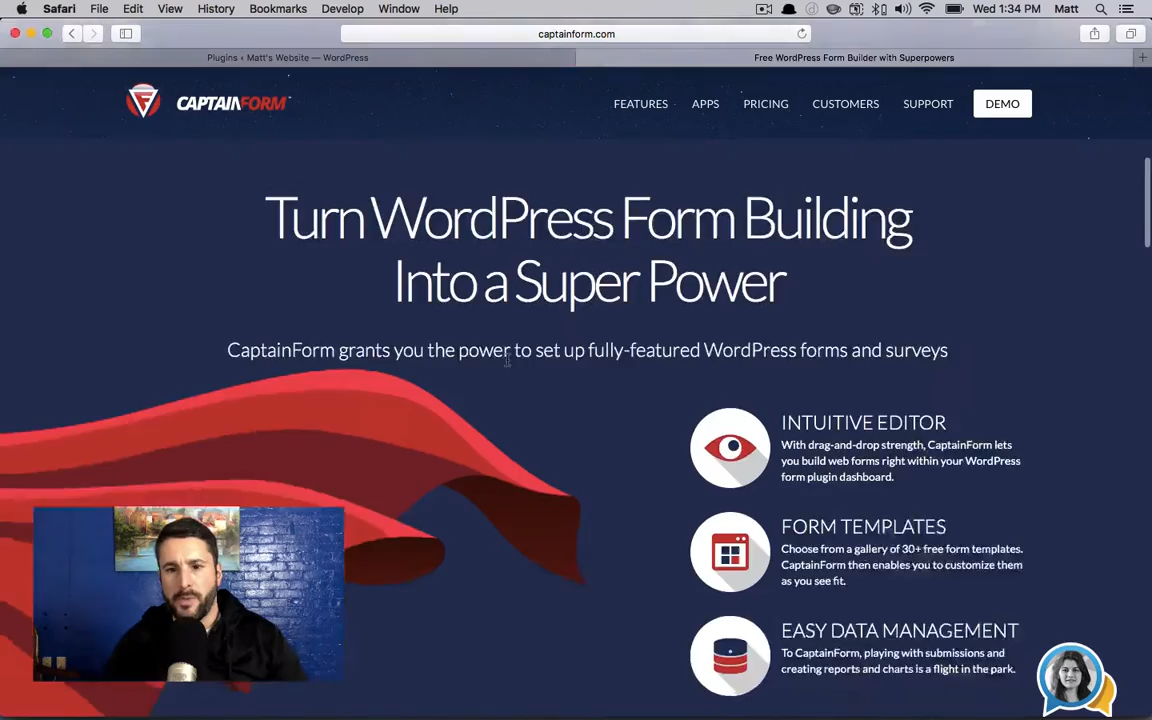 Safari File Edit View History Bookmarks Develop Window Help Wed 1:34 PM Matt
captainform.com
Plugins ‹ Matt's Website — WordPress Free WordPress Form Builder with Superpowers
CAPTAINFORM FEATURES APPS PRICING CUSTOMERS SUPPORT DEMO
Turn WordPress Form Building
Into a Super Power
CaptainForm grants you the power to set up fully-featured WordPress forms and surveys
INTUITIVE EDITOR
With drag-and-drop strength, CaptainForm lets
you build web forms right within your WordPress
form plugin dashboard.
FORM TEMPLATES
Choose from a gallery of 30+ free form templates.
CaptainForm then enables you to customize them
as you see fit.
EASY DATA MANAGEMENT
To CaptainForm, playing with submissions and
creating reports and charts is a flight in the park.